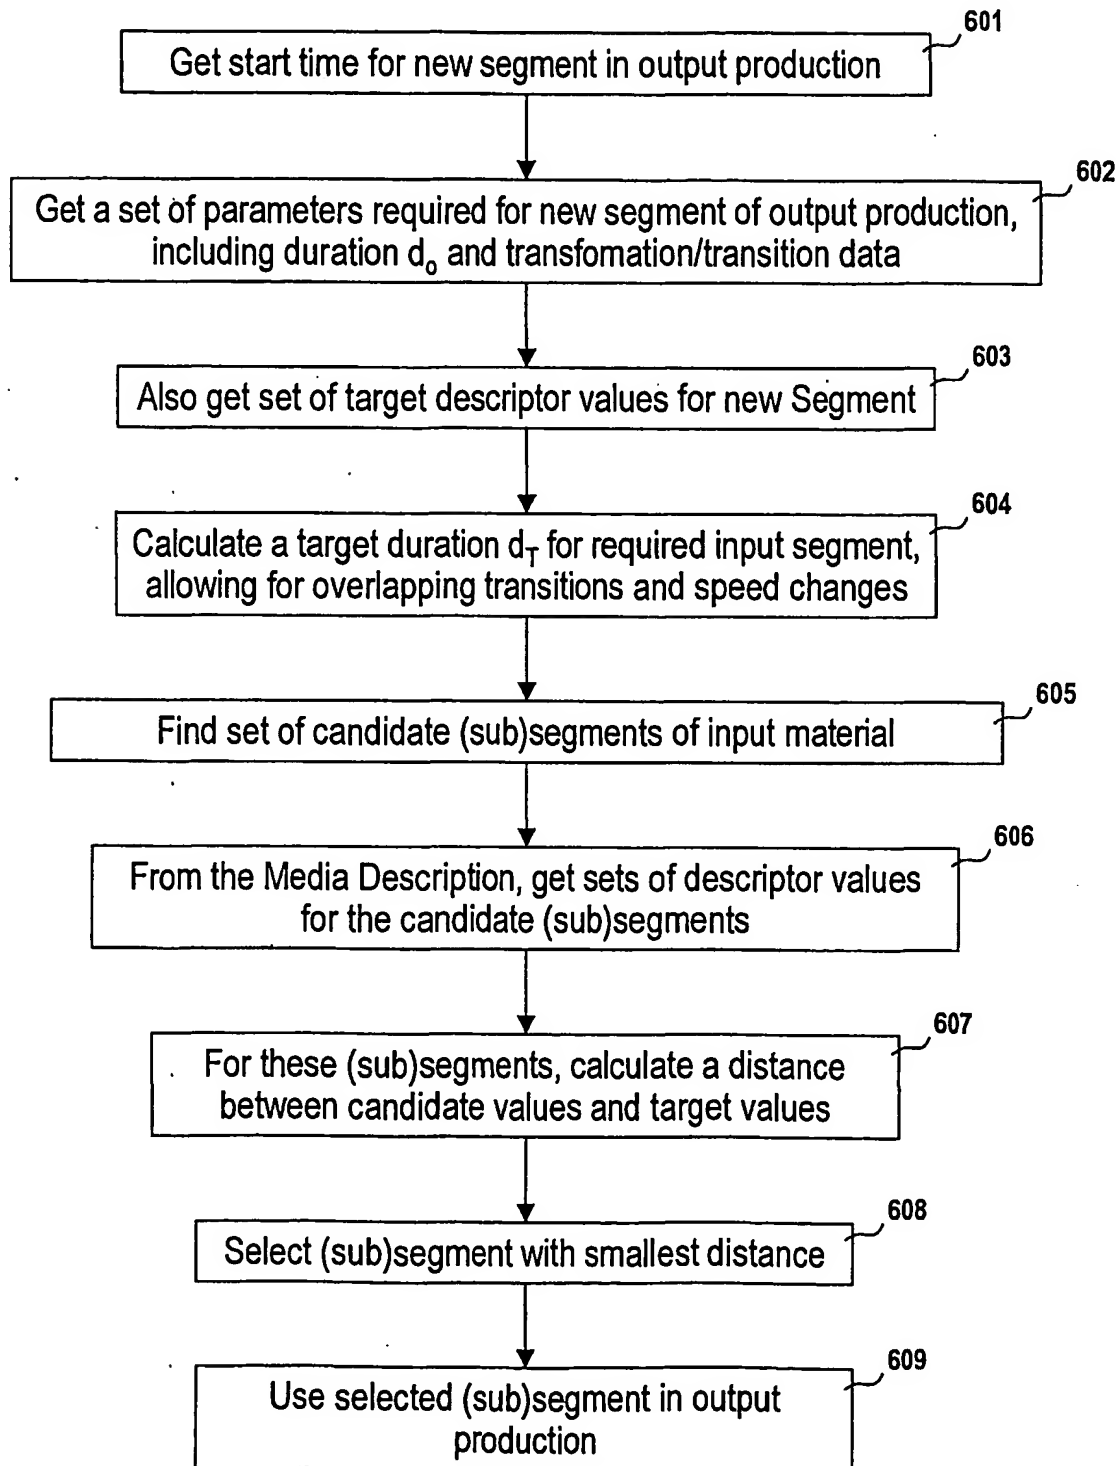 601
Get start time for new segment in output production
602
Get a set of parameters required for new segment of output production,
including duration do and transfomation/transition data
603
Also get set of target descriptor values for new Segment
604
Calculate a target duration dT for required input segment,
allowing for overlapping transitions and speed changes
605
Find set of candidate (sub)segments of input material
606
From the Media Description, get sets of descriptor values
for the candidate (sub)segments
607
For these (sub)segments, calculate a distance
between candidate values and target values
608
Select (sub)segment with smallest distance
609
Use selected (sub)segment in output
production